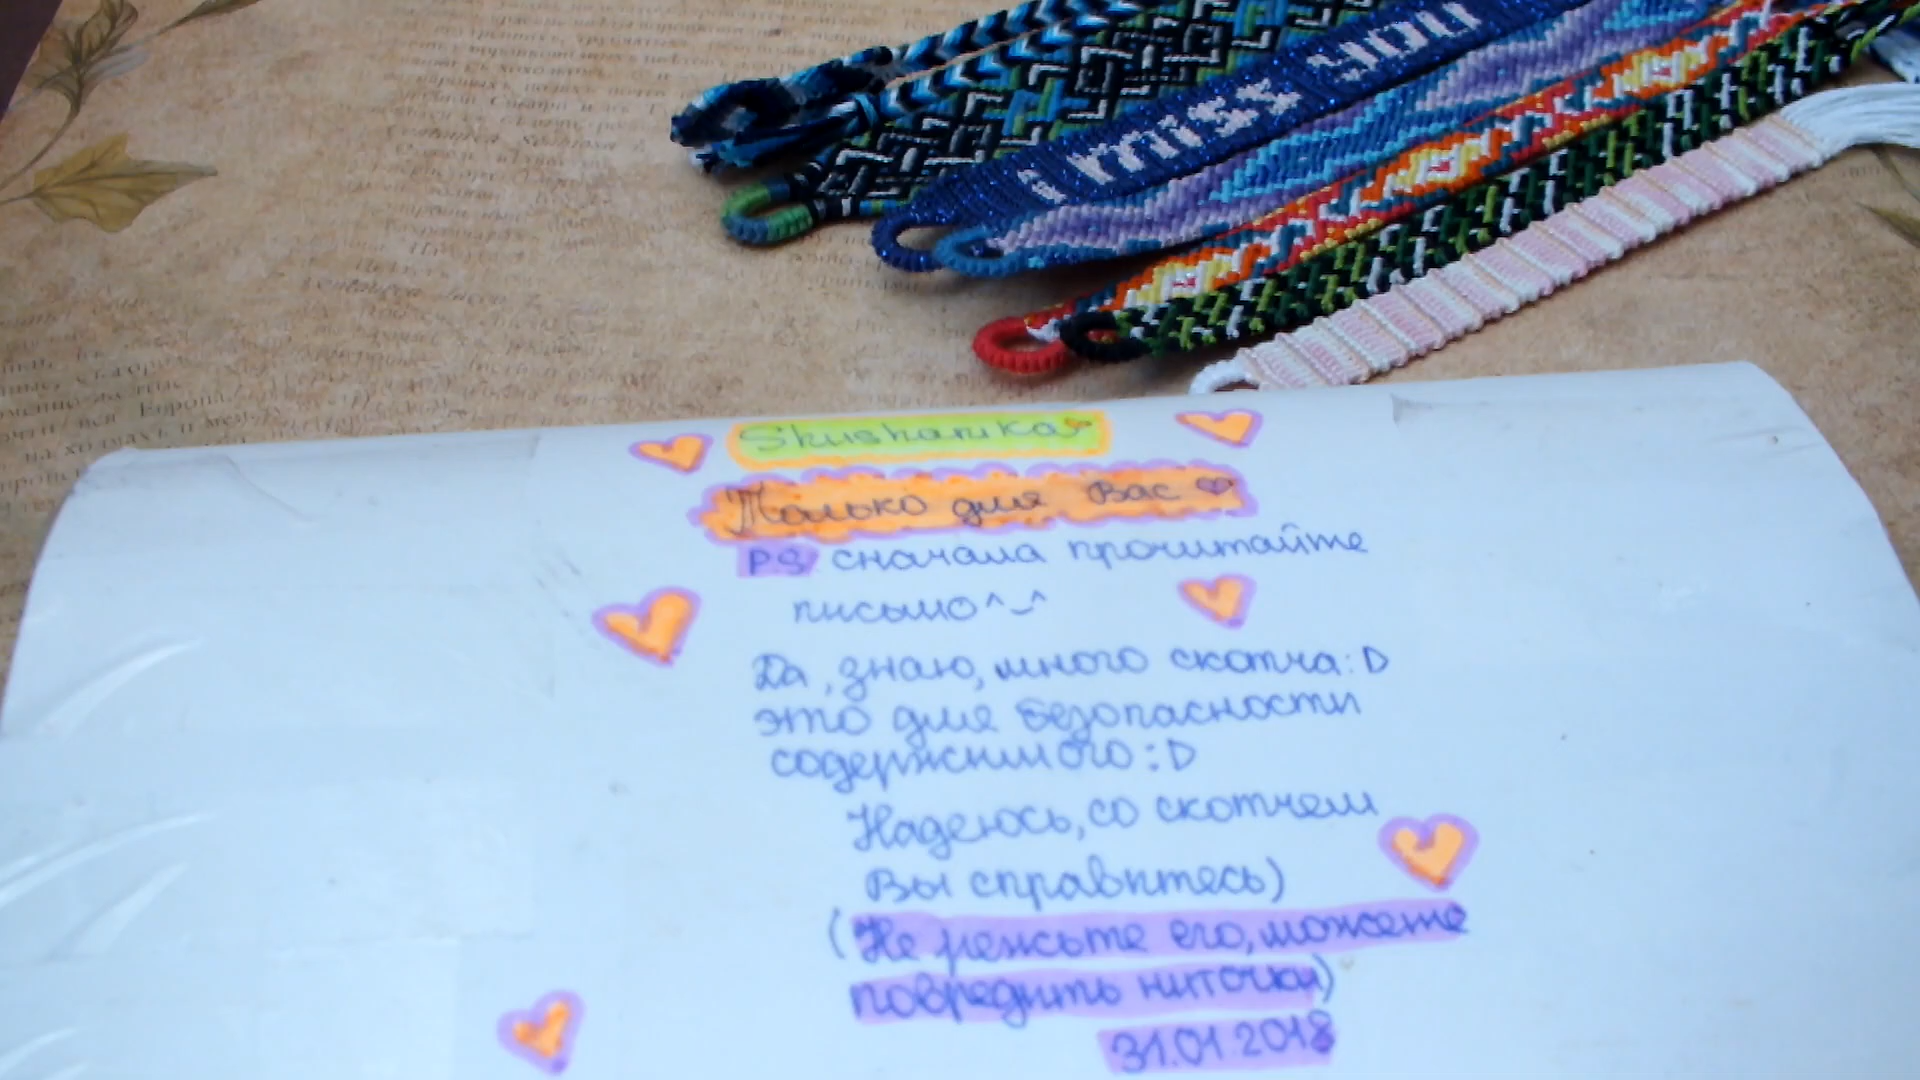 i miss you
Shushanika
Только для Вас
P.S сначала прочитайте
письмо^_^
Да, знаю, много скотча:D
это для безопасности
содержимого:D
Надеюсь, со скотчем
Вы справитесь)
(Не режьте его, можете
повредить ниточки)
31.01.2018